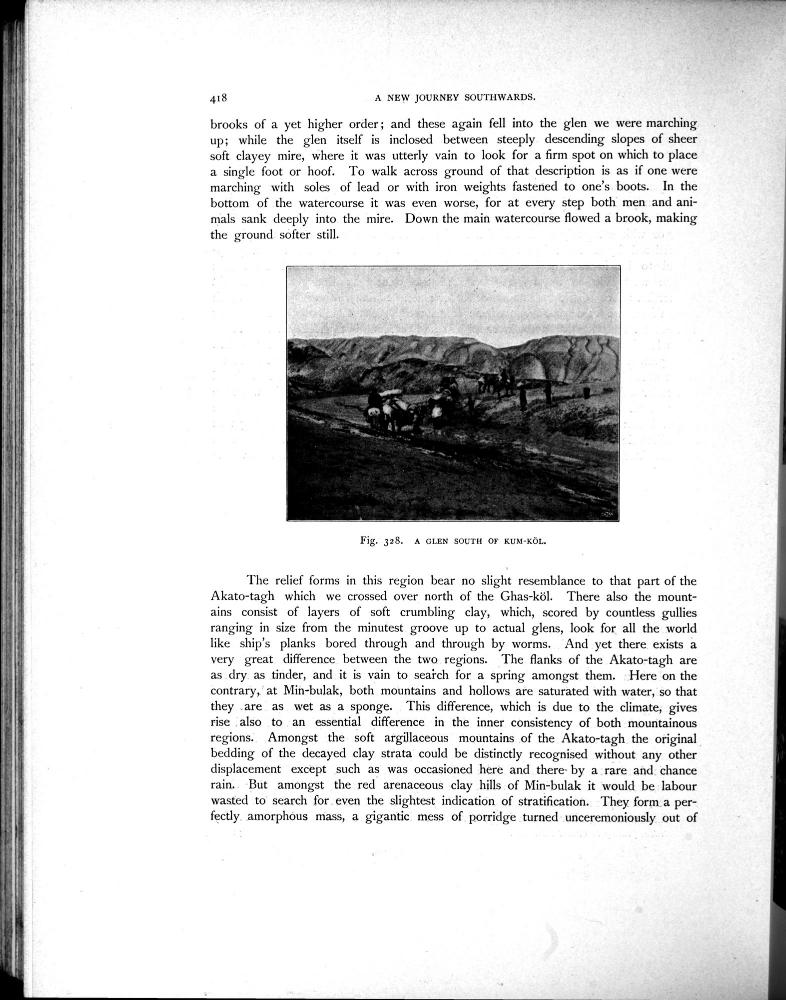 418
A NEW JOURNEY SOUTHWARDS.
brooks of a yet higher order; and these again fell into the glen we were marching
up; while the glen itself is inclosed between steeply descending slopes of sheer
soft clayey mire, where it was utterly vain to look for a firm spot on which to place
a single foot or hoof. To walk across ground of that description is as if one were
marching with soles of lead or with iron weights fastened to one's boots. In the
bottom of the watercourse it was even worse, for at every step both men and ani-
mals sank deeply into the mire. Down the main watercourse flowed a brook, making
the ground softer still.
Fig. 328. A GLEN SOUTH OF KUM-KÖL.
The relief forms in this region bear no slight resemblance to that part of the
Akato-tagh which we crossed over north of the Ghas-köl. There also the mount-
ains consist of layers of soft crumbling clay, which, scored by countless gullies
ranging in size from the minutest groove up to actual glens, look for all the world
like ship's planks bored through and through by worms. And yet there exists a
very great difference between the two regions. The flanks of the Akato-tagh are
as dry as tinder, and it is vain to search for a spring amongst them. Here on the
contrary, at Min-bulak, both mountains and hollows are saturated with water, so that
they are as wet as a sponge. This difference, which is due to the climate, gives
rise also to an essential difference in the inner consistency of both mountainous
regions. Amongst the soft argillaceous mountains of the Akato-tagh the original
bedding of the decayed clay strata could be distinctly recognised without any other
displacement except such as was occasioned here and there by a rare and chance
rain. But amongst the red arenaceous clay hills of Min-bulak it would be labour
wasted to search for even the slightest indication of stratification. They form a per-
fectly amorphous mass, a gigantic mess of porridge turned unceremoniously out of